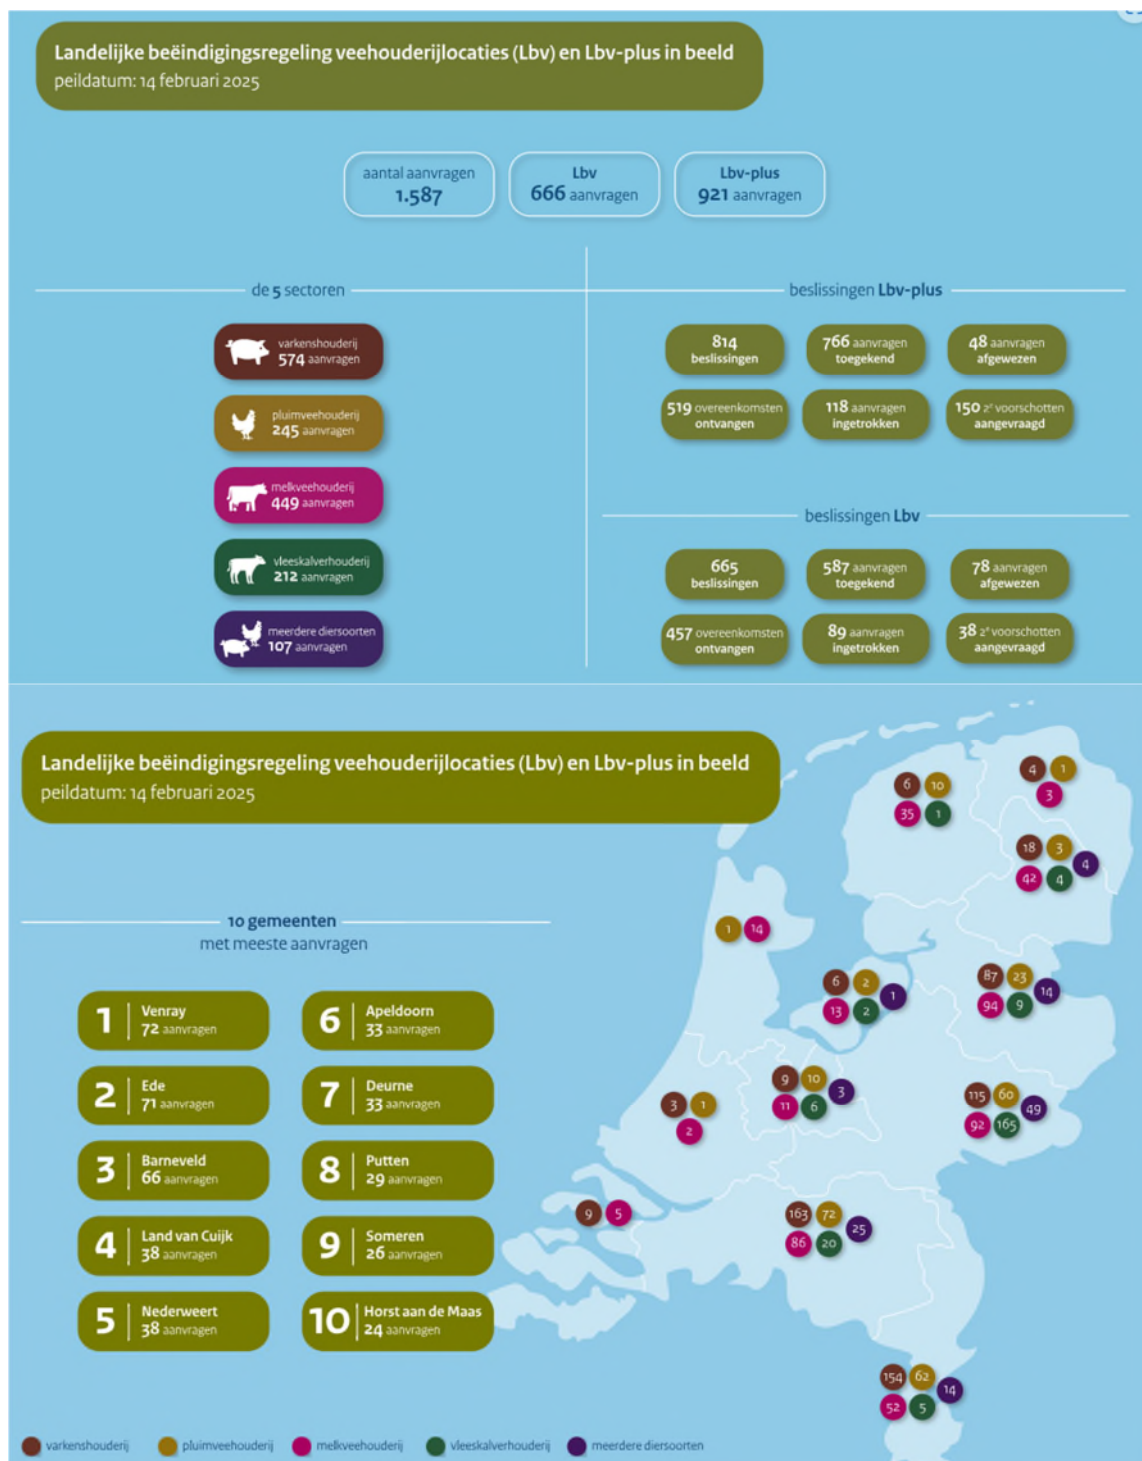 Landelijke beëindigingsregeling veehouderijlocaties (Lbv) en Lbv-plus in beeld
peildatum: 14 februari 2025
aantal aanvragen
1.587
Lbv
666 aanvragen
Lbv-plus
921 aanvragen
de 5 sectoren
varkenshouderij
574 aanvragen
pluimveehouderij
245 aanvragen
melkveehouderij
449 aanvragen
vleeskalverhouderij
212 aanvragen
meerdere diersoorten
107 aanvragen
beslissingen Lbv-plus
814
beslissingen
766 aanvragen
toegekend
48 aanvragen
afgewezen
519 overeenkomsten
ontvangen
118 aanvragen
ingetrokken
150 2e voorschotten
aangevraagd
beslissingen Lbv
665
beslissingen
587 aanvragen
toegekend
78 aanvragen
afgewezen
457 overeenkomsten
ontvangen
89 aanvragen
ingetrokken
38 2e voorschotten
aangevraagd
Landelijke beëindigingsregeling veehouderijlocaties (Lbv) en Lbv-plus in beeld
peildatum: 14 februari 2025
10 gemeenten
met meeste aanvragen
1 Venray
72 aanvragen
2 Ede
71 aanvragen
3 Barneveld
66 aanvragen
4 Land van Cuijk
38 aanvragen
5 Nederweert
38 aanvragen
6 Apeldoorn
33 aanvragen
7 Deurne
33 aanvragen
8 Putten
29 aanvragen
9 Someren
26 aanvragen
10 Horst aan de Maas
24 aanvragen
6 10
35 1
4 1
3
18 3
4
42 4
1 14
6 2
1
13 2
87 23
14
94 9
9 10
3
11 6
3 1
2
115 60
49
92 165
9 5
163 72
25
86 20
154 62
14
52 5
varkenshouderij
pluimveehouderij
melkveehouderij
vleeskalverhouderij
meerdere diersoorten